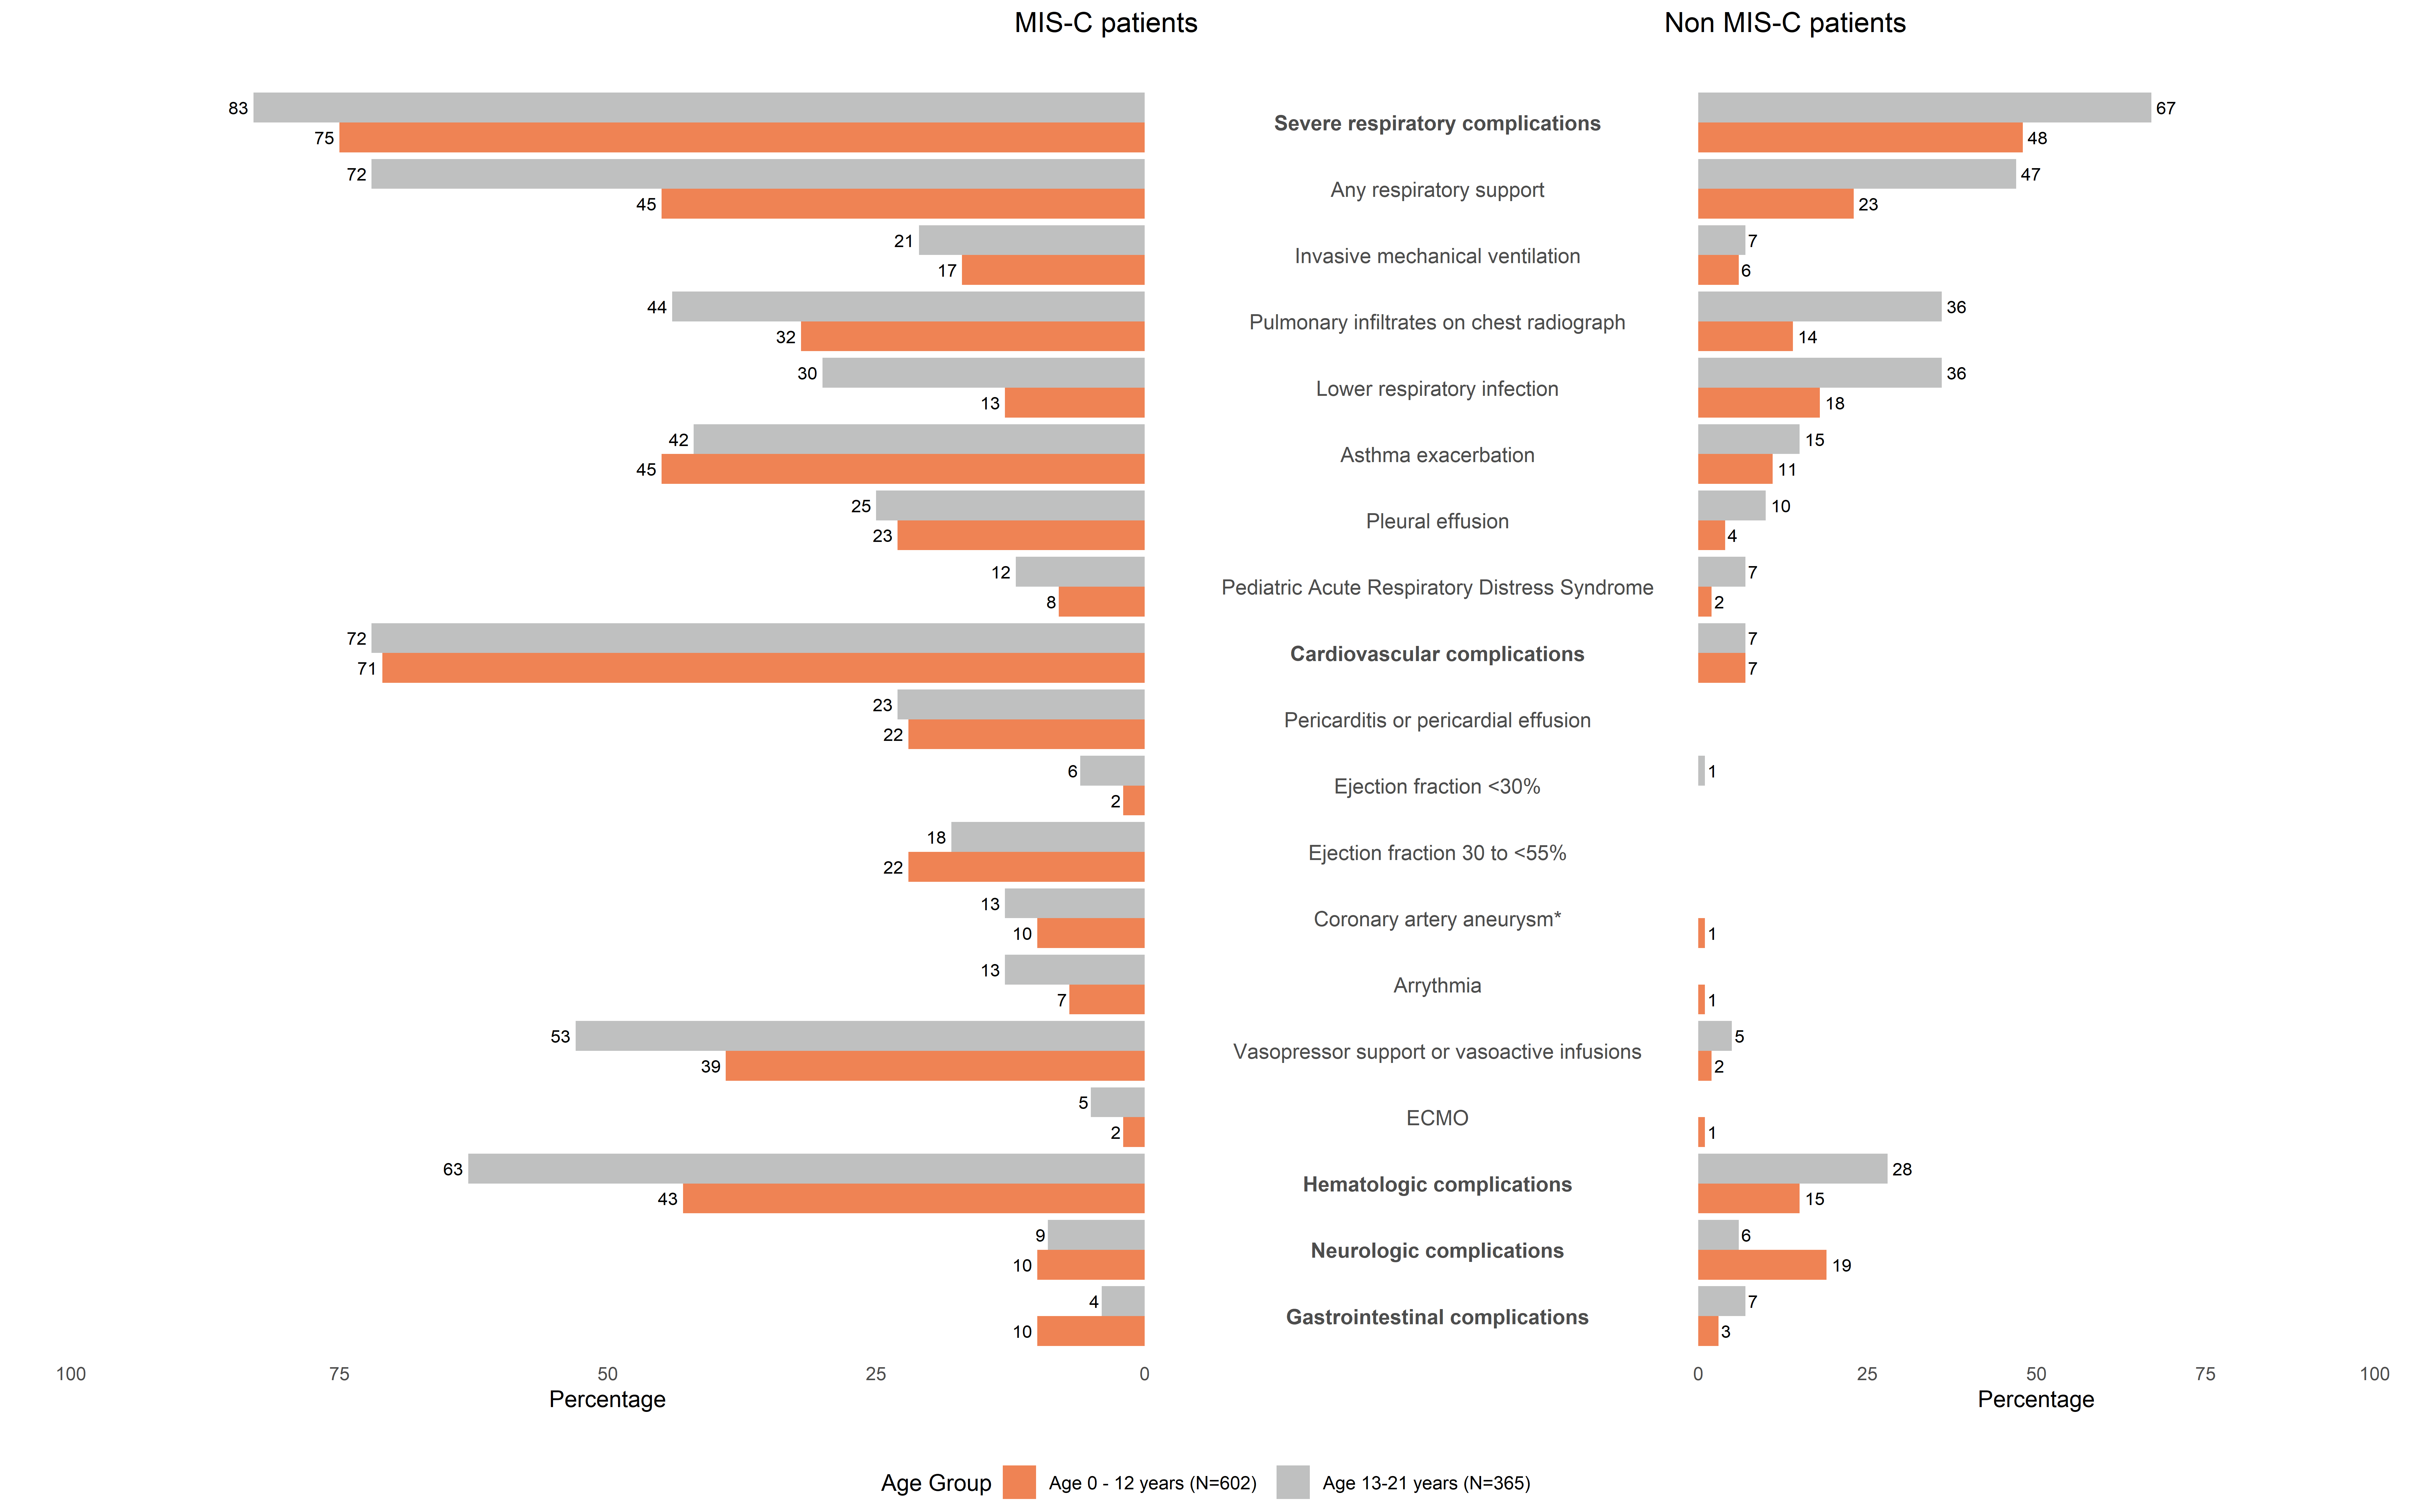 MIS-C patients Non MIS-C patients
83 Severe respiratory complications 67
75 48
72 Any respiratory support 47
45 23
21 Invasive mechanical ventilation 7
17 6
44 Pulmonary infiltrates on chest radiograph 36
32 14
30 Lower respiratory infection 36
13 18
42 Asthma exacerbation 15
45 11
25 Pleural effusion 10
23 4
12 Pediatric Acute Respiratory Distress Syndrome 7
8 2
72 Cardiovascular complications 7
71 7
23 Pericarditis or pericardial effusion
22
6 Ejection fraction <30% 1
2
18 Ejection fraction 30 to <55%
22
13 Coronary artery aneurysm*
10 1
13 Arrythmia
7 1
53 Vasopressor support or vasoactive infusions 5
39 2
5 ECMO
2 1
63 Hematologic complications 28
43 15
9 Neurologic complications 6
10 19
4 Gastrointestinal complications 7
10 3
100 75 50 25 0 0 25 50 75 100
Percentage Percentage
Age Group Age 0 - 12 years (N=602) Age 13-21 years (N=365)